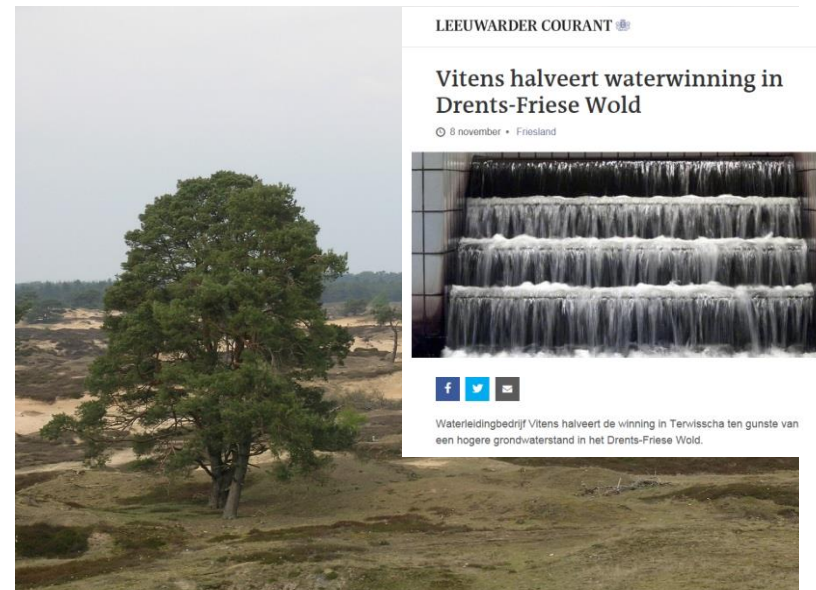 LEEUWARDER COURANT
Vitens halveert waterwinning in
Drents-Friese Wold
8 november • Friesland
Waterleidingbedrijf Vitens halveert de winning in Terwisscha ten gunste van
een hogere grondwaterstand in het Drents-Friese Wold.